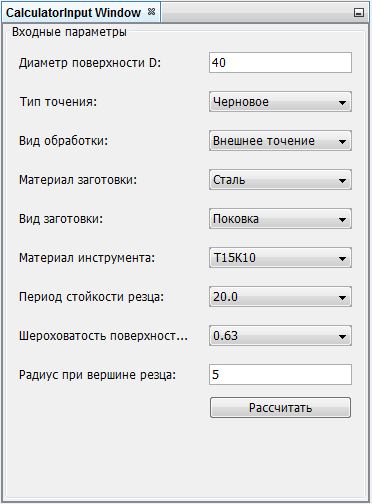 CalculatorInput Window
Входные параметры
Диаметр поверхности D: 40
Тип точения: Черновое
Вид обработки: Внешнее точение
Материал заготовки: Сталь
Вид заготовки: Поковка
Материал инструмента: Т15К10
Период стойкости резца: 20.0
Шероховатость поверхност... 0.63
Радиус при вершине резца: 5
Рассчитать